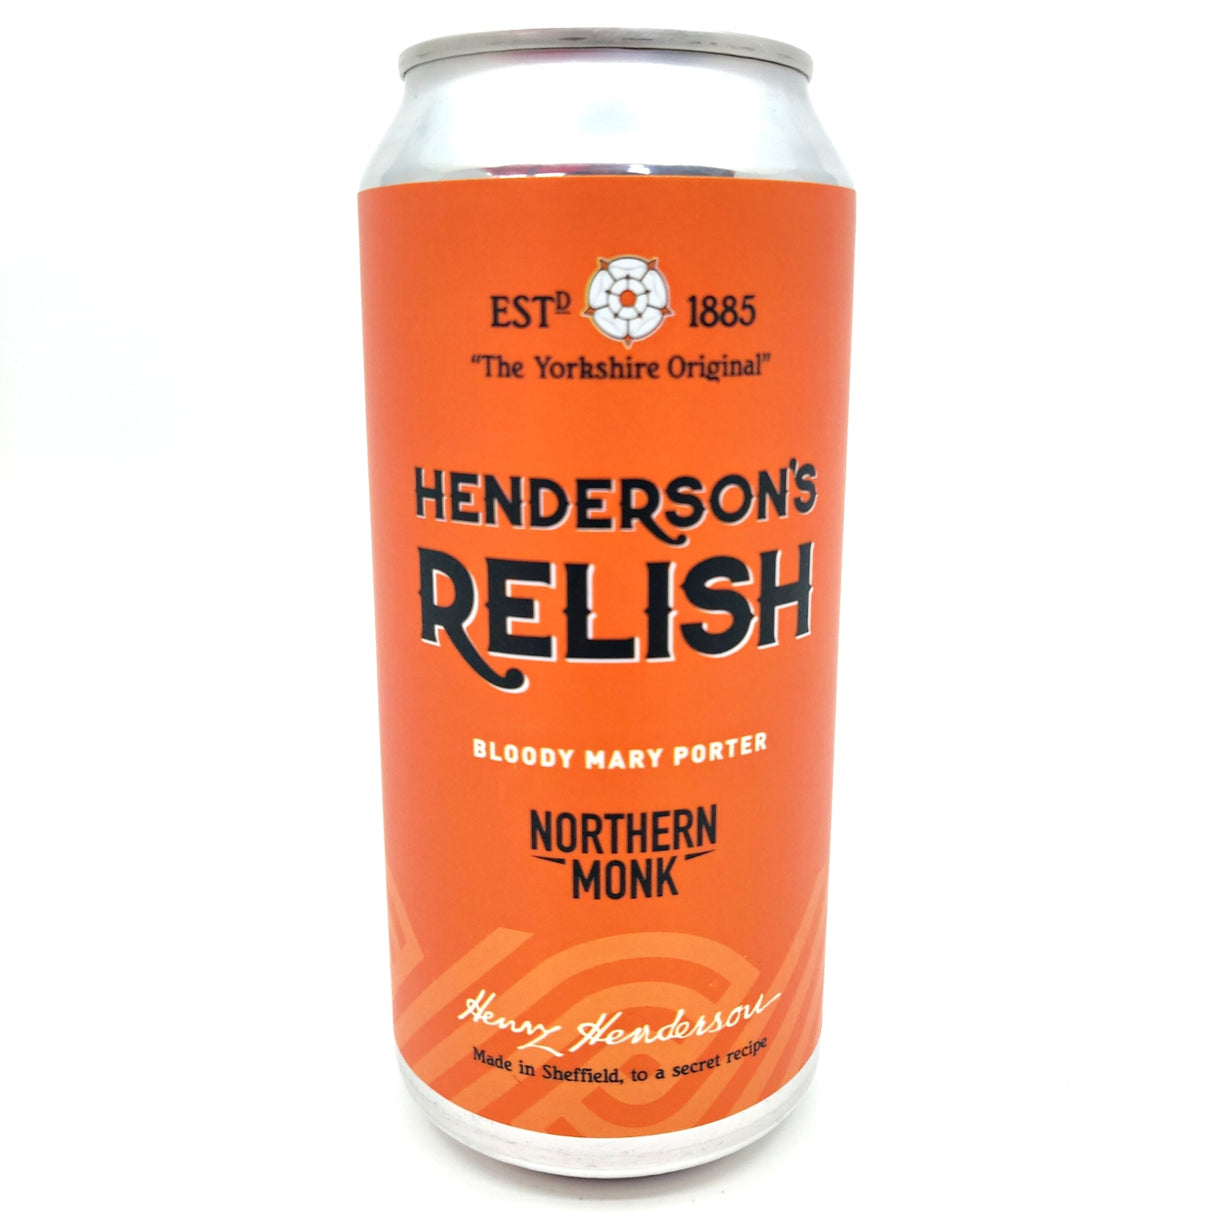 ESTD 1885
"The Yorkshire Original"
HENDERSON'S
RELISH
BLOODY MARY PORTER
NORTHERN
MONK
Henry Henderson
Made in Sheffield, to a secret recipe